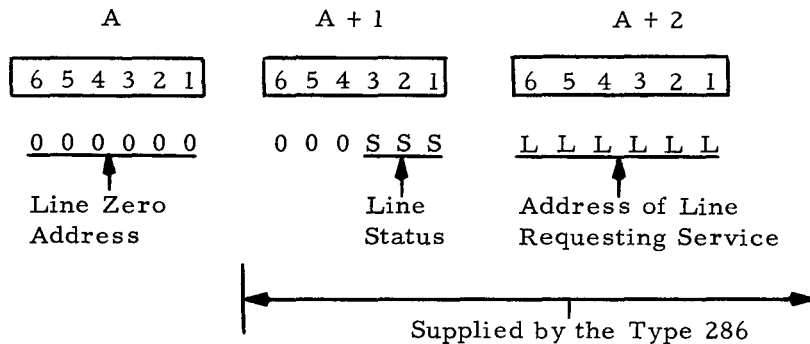 A A + 1 A + 2
6 5 4 3 2 1 6 5 4 3 2 1 6 5 4 3 2 1
0 0 0 0 0 0 0 0 0 S S S L L L L L L
Line Zero Line Address of Line
Address Status Requesting Service
Supplied by the Type 286